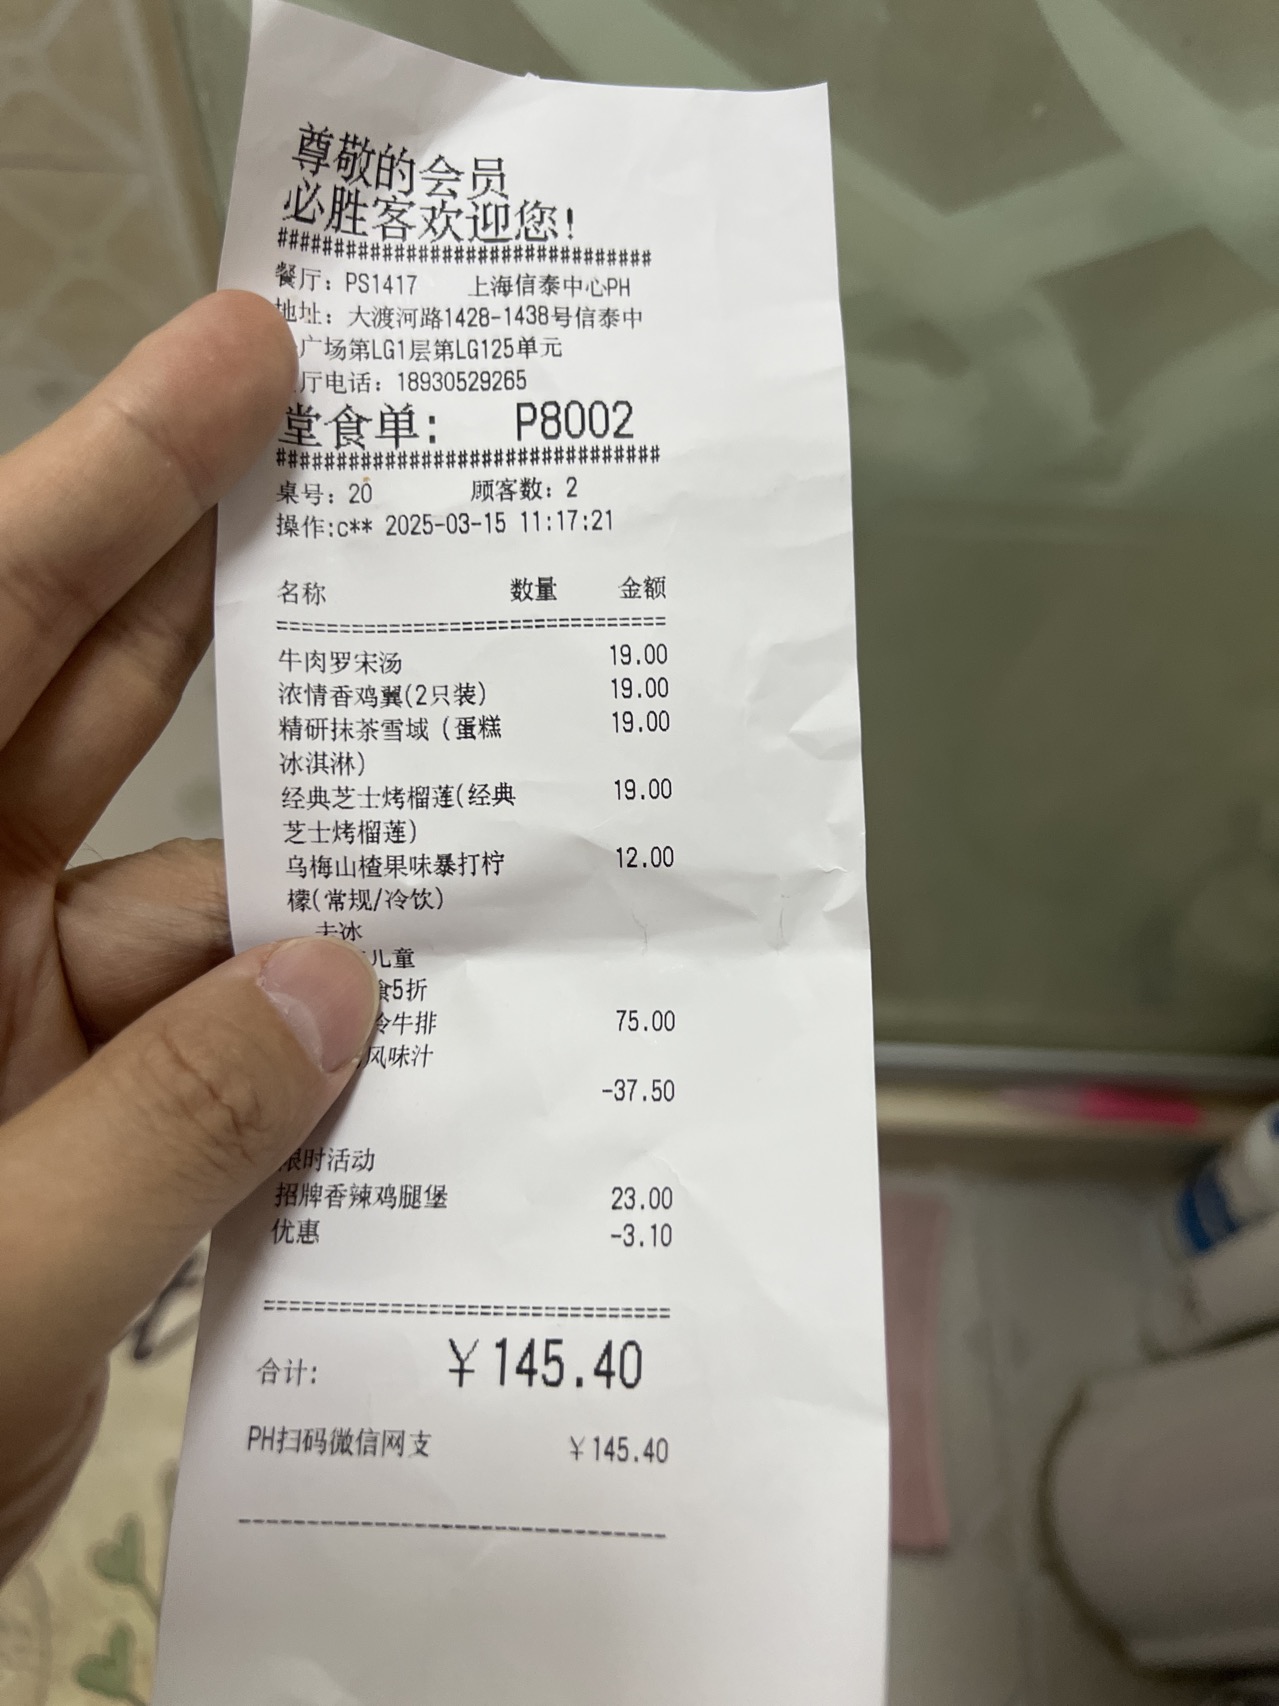 尊敬的会员
必胜客欢迎您!
#################################
餐厅: PS1417 上海信泰中心PH
地址: 大渡河路1428-1438号信泰中
广场第LG1层第LG125单元
厅电话: 18930529265
堂食单: P8002
#################################
桌号: 20 顾客数: 2
操作:c** 2025-03-15 11:17:21
名称 数量 金额
================================
牛肉罗宋汤 19.00
浓情香鸡翼(2只装) 19.00
精研抹茶雪域(蛋糕 19.00
冰淇淋)
经典芝士烤榴莲(经典 19.00
芝士烤榴莲)
乌梅山楂果味暴打柠 12.00
檬(常规/冷饮)
去冰
儿童
食5折
牛排 75.00
风味汁
-37.50
限时活动
招牌香辣鸡腿堡 23.00
优惠 -3.10
================================
合计: ￥145.40
PH扫码微信网支 ￥145.40
--------------------------------